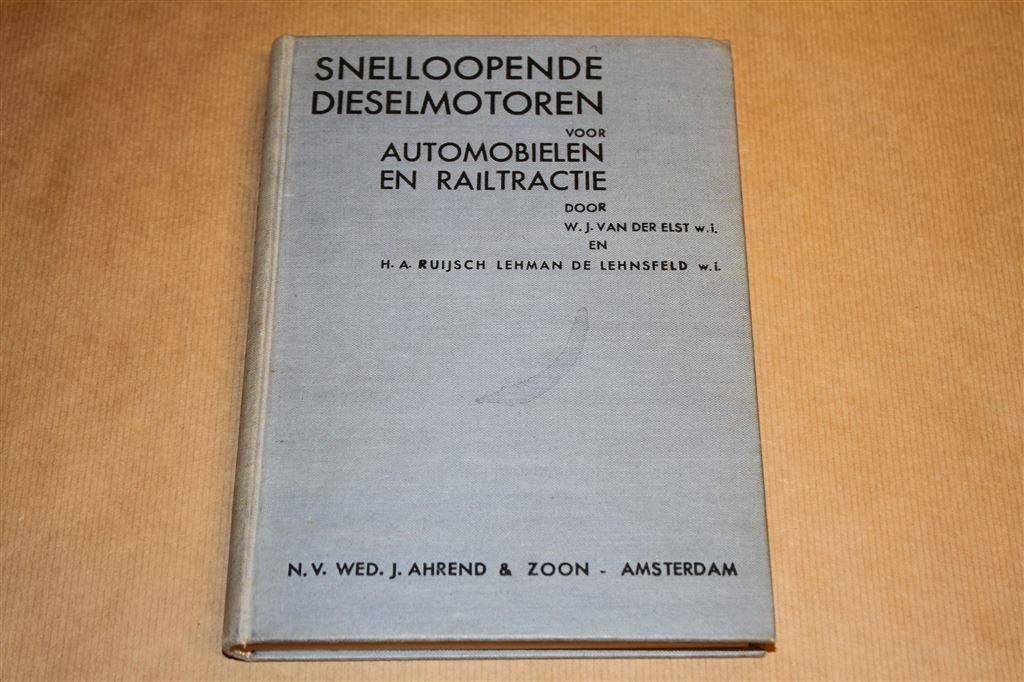 SNELLOOPENDE
DIESELMOTOREN
VOOR
AUTOMOBIELEN
EN RAILTRACTIE
DOOR
W. J. VAN DER ELST w.i.
EN
H. A. RUIJSCH LEHMAN DE LEHNSFELD w.i.
N.V. WED. J. AHREND & ZOON - AMSTERDAM